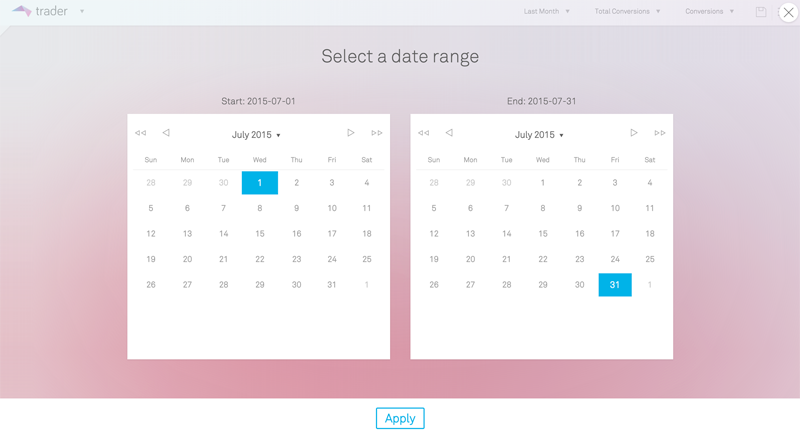 trader Last Month Total Conversions Conversions
Select a date range
Start: 2015-07-01
July 2015
Sun Mon Tue Wed Thu Fri Sat
28 29 30 1 2 3 4
5 6 7 8 9 10 11
12 13 14 15 16 17 18
19 20 21 22 23 24 25
26 27 28 29 30 31 1
End: 2015-07-31
July 2015
Sun Mon Tue Wed Thu Fri Sat
28 29 30 1 2 3 4
5 6 7 8 9 10 11
12 13 14 15 16 17 18
19 20 21 22 23 24 25
26 27 28 29 30 31 1
Apply